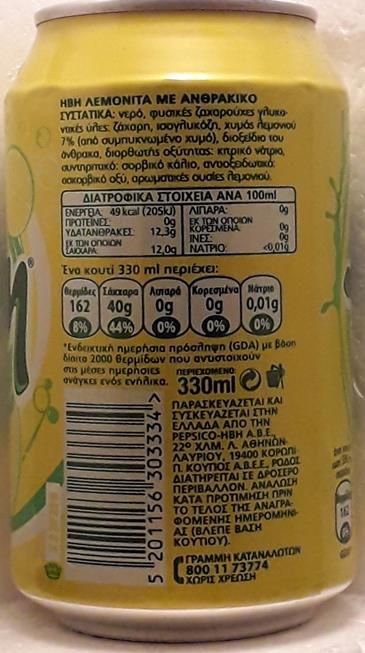 ΗΒΗ ΛΕΜΟΝΙΤΑ ΜΕ ΑΝΘΡΑΚΙΚΟ
ΣΥΣΤΑΤΙΚΑ: νερό, φυσικές ζαχαρούχες γλυκα-
ντικές ύλες: ζάχαρη, ισογλυκόζη, χυμός λεμονιού
7% (από συμπυκνωμένο χυμό), διοξείδιο του
άνθρακα, διορθωτής οξύτητας: κιτρικό νάτριο,
συντηρητικό: σορβικό κάλιο, αντιοξειδωτικό:
ασκορβικό οξύ, αρωματικές ουσίες λεμονιού.
ΔΙΑΤΡΟΦΙΚΑ ΣΤΟΙΧΕΙΑ ΑΝΑ 100ml
ΕΝΕΡΓΕΙΑ: 49 kcal (205kJ) ΛΙΠΑΡΑ: 0g
ΠΡΩΤΕΪΝΕΣ: 0g ΕΚ ΤΩΝ ΟΠΟΙΩΝ
ΥΔΑΤΑΝΘΡΑΚΕΣ: 12,3g ΚΟΡΕΣΜΕΝΑ: 0g
ΕΚ ΤΩΝ ΟΠΟΙΩΝ ΙΝΕΣ: 0g
ΣΑΚΧΑΡΑ: 12,0g ΝΑΤΡΙΟ: <0,01g
Ένα κουτί 330 ml περιέχει:
Θερμίδες Σάκχαρα Λιπαρά Κορεσμένα Νάτριο
162 40g 0g 0g 0,01g
8% 44% 0% 0% 0%
*Ενδεικτική ημερήσια πρόσληψη (GDA) με βάση
δίαιτα 2000 θερμίδων που αντιστοιχούν
στις μέσες ημερήσιες
ανάγκες ενός ενήλικα.
ΠΕΡΙΕΧΟΜΕΝΟ:
330ml
ΠΑΡΑΣΚΕΥΑΖΕΤΑΙ ΚΑΙ
ΣΥΣΚΕΥΑΖΕΤΑΙ ΣΤΗΝ
ΕΛΛΑΔΑ ΑΠΟ ΤΗΝ
PEPSICO-HBH Α.Β.Ε.,
22º ΧΛΜ. Λ. ΑΘΗΝΩΝ-
ΛΑΥΡΙΟΥ, 19400 ΚΟΡΩΠΙ-
Π. ΚΟΥΠΟΣ Α.Β.Ε.Ε., ΡΟΔΟΣ
ΔΙΑΤΗΡΕΙΤΑΙ ΣΕ ΔΡΟΣΕΡΟ
ΠΕΡΙΒΑΛΛΟΝ. ΑΝΑΛΩΣΗ
ΚΑΤΑ ΠΡΟΤΙΜΗΣΗ ΠΡΙΝ
ΤΟ ΤΕΛΟΣ ΤΗΣ ΑΝΑΓΡΑ-
ΦΟΜΕΝΗΣ ΗΜΕΡΟΜΗΝΙ-
ΑΣ (ΒΛΕΠΕ ΒΑΣΗ
ΚΟΥΤΙΟΥ).
ΓΡΑΜΜΗ ΚΑΤΑΝΑΛΩΤΩΝ
800 11 73774
ΧΩΡΙΣ ΧΡΕΩΣΗ
5 201156 303334 >
162